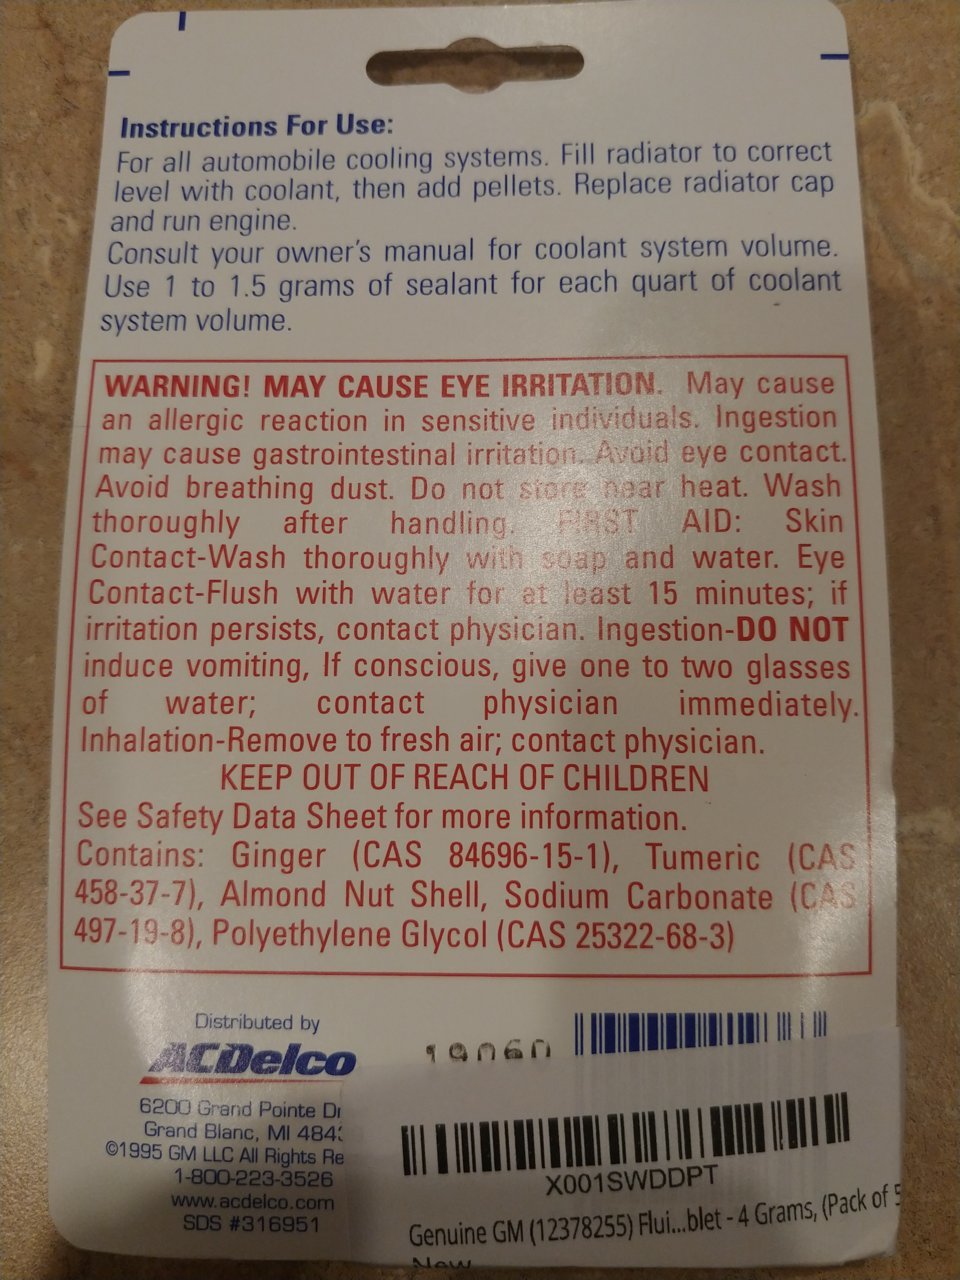 Instructions For Use:
For all automobile cooling systems. Fill radiator to correct
level with coolant, then add pellets. Replace radiator cap
and run engine.
Consult your owner's manual for coolant system volume.
Use 1 to 1.5 grams of sealant for each quart of coolant
system volume.
WARNING! MAY CAUSE EYE IRRITATION. May cause
an allergic reaction in sensitive individuals. Ingestion
may cause gastrointestinal irritation. Avoid eye contact.
Avoid breathing dust. Do not store near heat. Wash
thoroughly after handling. FIRST AID: Skin
Contact-Wash thoroughly with soap and water. Eye
Contact-Flush with water for at least 15 minutes; if
irritation persists, contact physician. Ingestion-DO NOT
induce vomiting, If conscious, give one to two glasses
of water; contact physician immediately.
Inhalation-Remove to fresh air; contact physician.
KEEP OUT OF REACH OF CHILDREN
See Safety Data Sheet for more information.
Contains: Ginger (CAS 84696-15-1), Tumeric (CAS
458-37-7), Almond Nut Shell, Sodium Carbonate (CAS
497-19-8), Polyethylene Glycol (CAS 25322-68-3)
Distributed by
ACDelco
19060
6200 Grand Pointe Dr
Grand Blanc, MI 484
©1995 GM LLC All Rights Re
1-800-223-3526
www.acdelco.com
SDS #316951
X001SWDDPT
Genuine GM (12378255) Flui...blet - 4 Grams, (Pack of 5
New